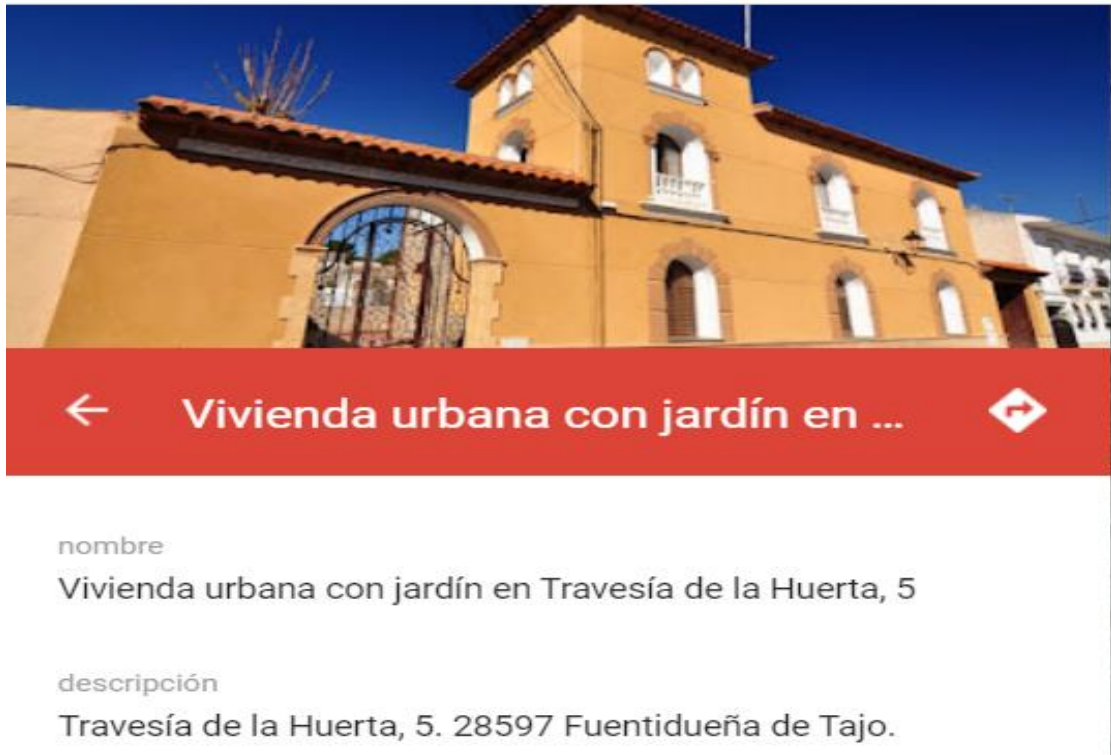 Vivienda urbana con jardín en ...
nombre
Vivienda urbana con jardín en Travesía de la Huerta, 5
descripción
Travesía de la Huerta, 5. 28597 Fuentidueña de Tajo.